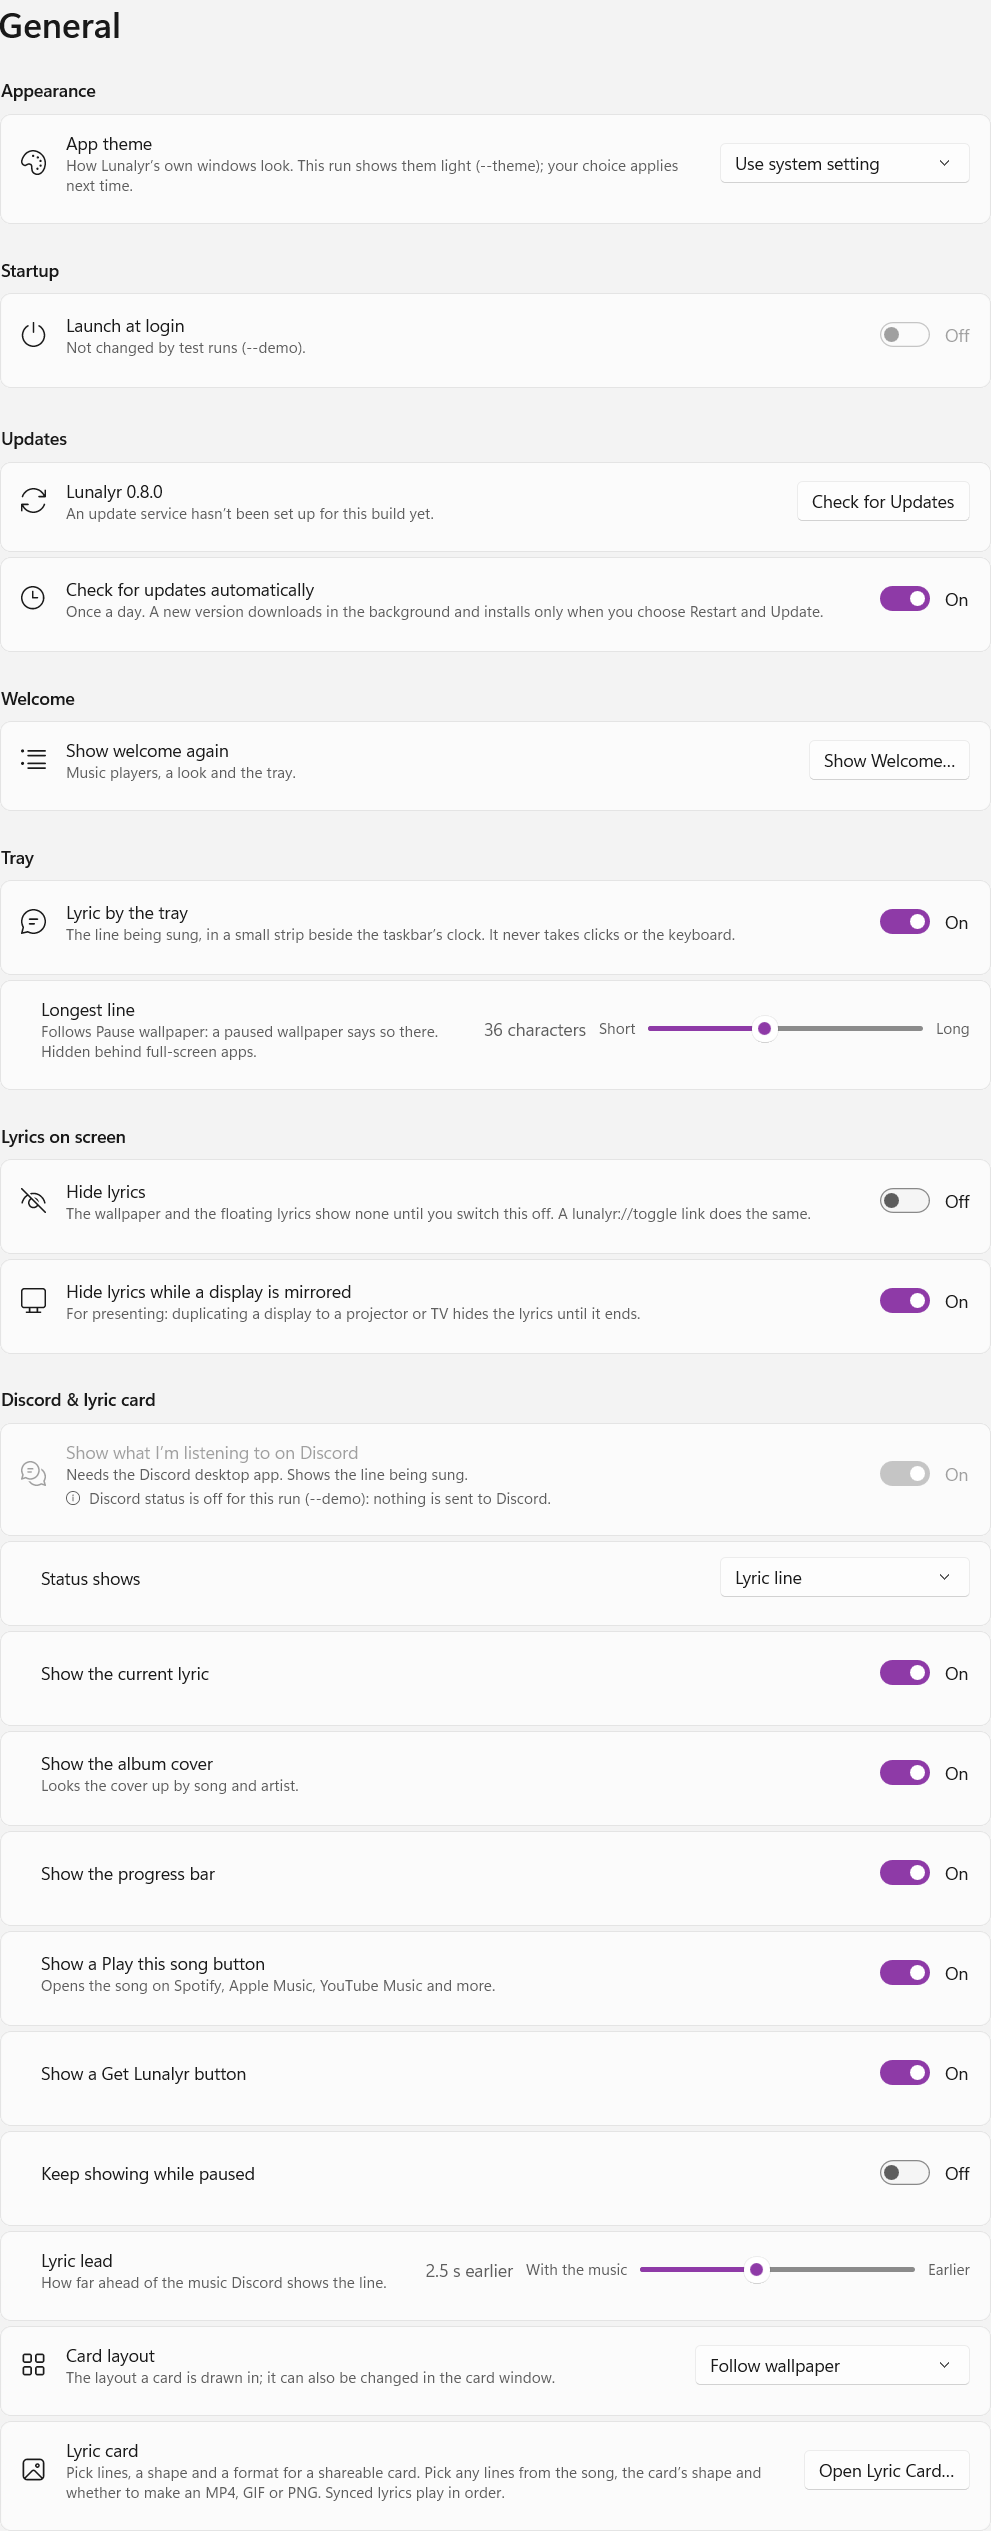 General
Appearance
App theme
How Lunalyr's own windows look. This run shows them light (--theme); your choice applies
next time.
Use system setting
Startup
Launch at login
Not changed by test runs (--demo).
Off
Updates
Lunalyr 0.8.0
An update service hasn't been set up for this build yet.
Check for Updates
Check for updates automatically
Once a day. A new version downloads in the background and installs only when you choose Restart and Update.
On
Welcome
Show welcome again
Music players, a look and the tray.
Show Welcome...
Tray
Lyric by the tray
The line being sung, in a small strip beside the taskbar's clock. It never takes clicks or the keyboard.
On
Longest line
Follows Pause wallpaper: a paused wallpaper says so there.
Hidden behind full-screen apps.
36 characters Short Long
Lyrics on screen
Hide lyrics
The wallpaper and the floating lyrics show none until you switch this off. A lunalyr://toggle link does the same.
Off
Hide lyrics while a display is mirrored
For presenting: duplicating a display to a projector or TV hides the lyrics until it ends.
On
Discord & lyric card
Show what I'm listening to on Discord
Needs the Discord desktop app. Shows the line being sung.
Discord status is off for this run (--demo): nothing is sent to Discord.
On
Status shows
Lyric line
Show the current lyric
On
Show the album cover
Looks the cover up by song and artist.
On
Show the progress bar
On
Show a Play this song button
Opens the song on Spotify, Apple Music, YouTube Music and more.
On
Show a Get Lunalyr button
On
Keep showing while paused
Off
Lyric lead
How far ahead of the music Discord shows the line.
2.5 s earlier With the music Earlier
Card layout
The layout a card is drawn in; it can also be changed in the card window.
Follow wallpaper
Lyric card
Pick lines, a shape and a format for a shareable card. Pick any lines from the song, the card's shape and
whether to make an MP4, GIF or PNG. Synced lyrics play in order.
Open Lyric Card...